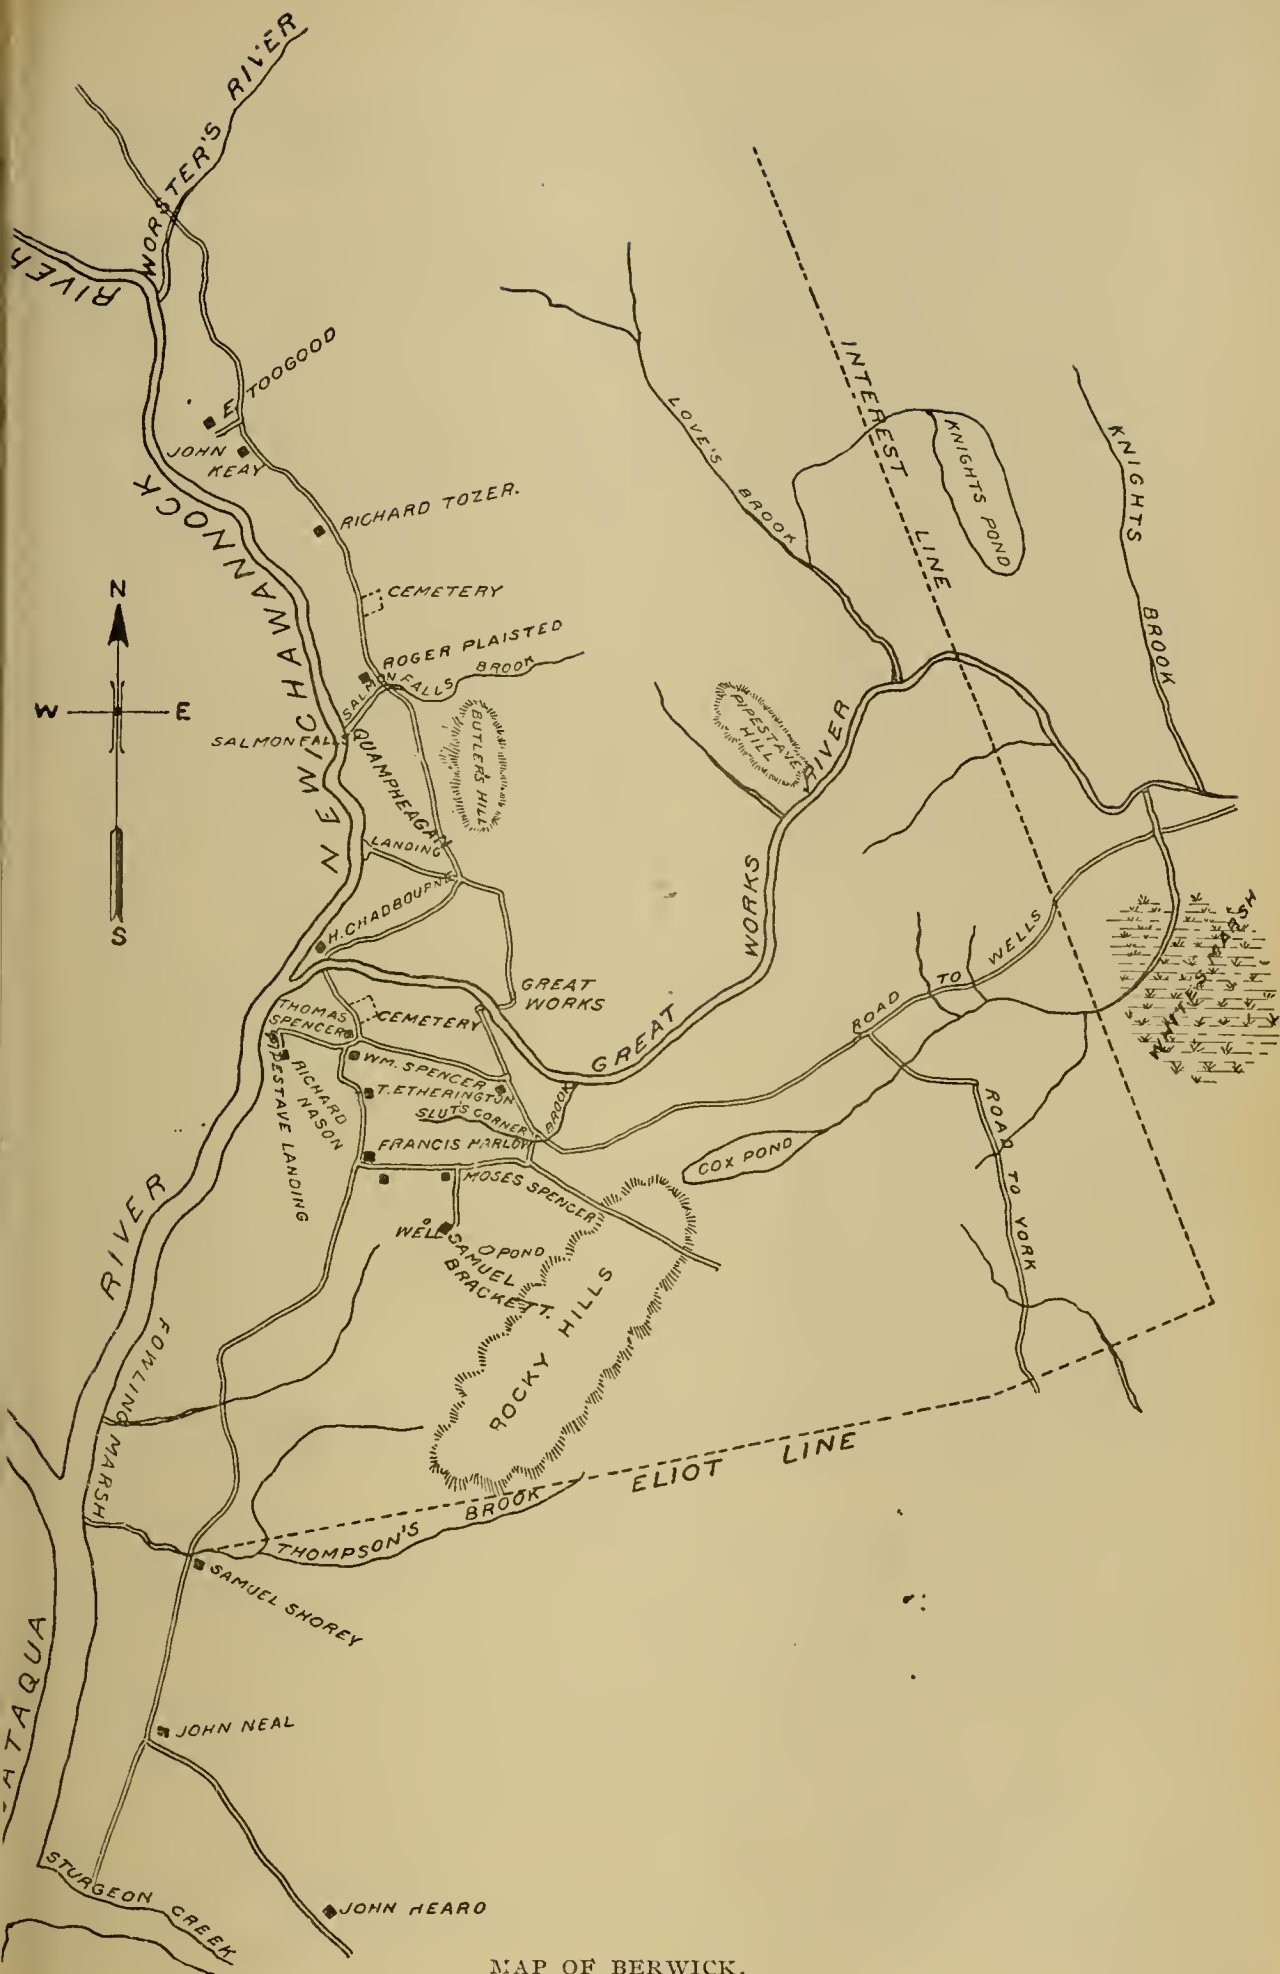 WORSTER'S RIVER
RIVER
E TOOGOOD
JOHN
KEAY
RICHARD TOZER.
CEMETERY
NEWICHAWANNOCK
ROGER PLAISTED
SALMON FALLS BROOK
SALMON FALLS
QUAMPHEAGAN
BUTLER'S HILL
LANDING
H. CHADBOURNE
N
W E
S
LOVE'S BROOK
INTEREST LINE
KNIGHTS POND
KNIGHTS BROOK
PIPESTAVE
HILL
GREAT WORKS RIVER
GREAT
WORKS
THOMAS
SPENCER
CEMETERY
WM. SPENCER
RICHARD
NASON
T. ETHERINGTON
PIPESTAVE LANDING
SLUTS CORNER
BROOK
FRANCIS HARLOW
MOSES SPENCER
WELL
SAMUEL
BRACKETT.
POND
ROAD TO WELLS
WHITES MARSH
COX POND
ROAD TO YORK
ROCKY HILLS
RIVER
FOWLING MARSH
ELIOT LINE
THOMPSON'S BROOK
SAMUEL SHOREY
ATAQUA
JOHN NEAL
JOHN HEARD
STURGEON CREEK
MAP OF BERWICK.